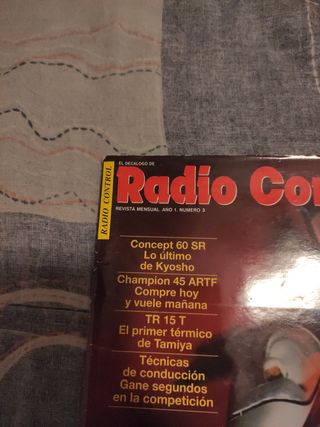 EL DECALOGO DE
RADIO CONTROL
Radio Con
REVISTA MENSUAL. AÑO 1. NUMERO 3
Concept 60 SR
Lo último
de Kyosho
Champion 45 ARTF
Compre hoy
y vuele mañana
TR 15 T
El primer térmico
de Tamiya
Técnicas
de conducción
Gane segundos
en la competición